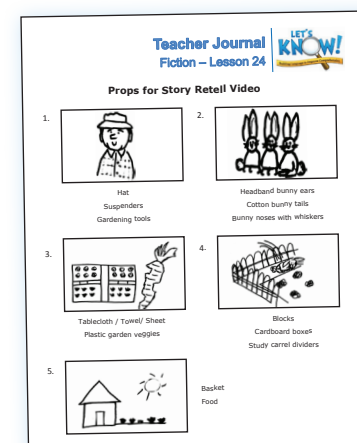 Teacher Journal
Fiction – Lesson 24
LET'S
KNOW!
Props for Story Retell Video
1.
Hat
Suspenders
Gardening tools
2.
Headband bunny ears
Cotton bunny tails
Bunny noses with whiskers
3.
Tablecloth / Towel/ Sheet
Plastic garden veggies
4.
Blocks
Cardboard boxes
Study carrel dividers
5.
Basket
Food